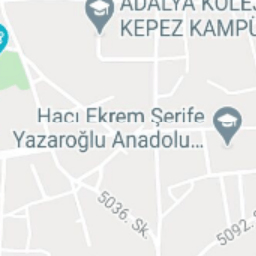 ADALYA KOLEJ
KEPEZ KAMPÜ
Hacı Ekrem Şerife
Yazaroğlu Anadolu...
5036. Sk.
5092.